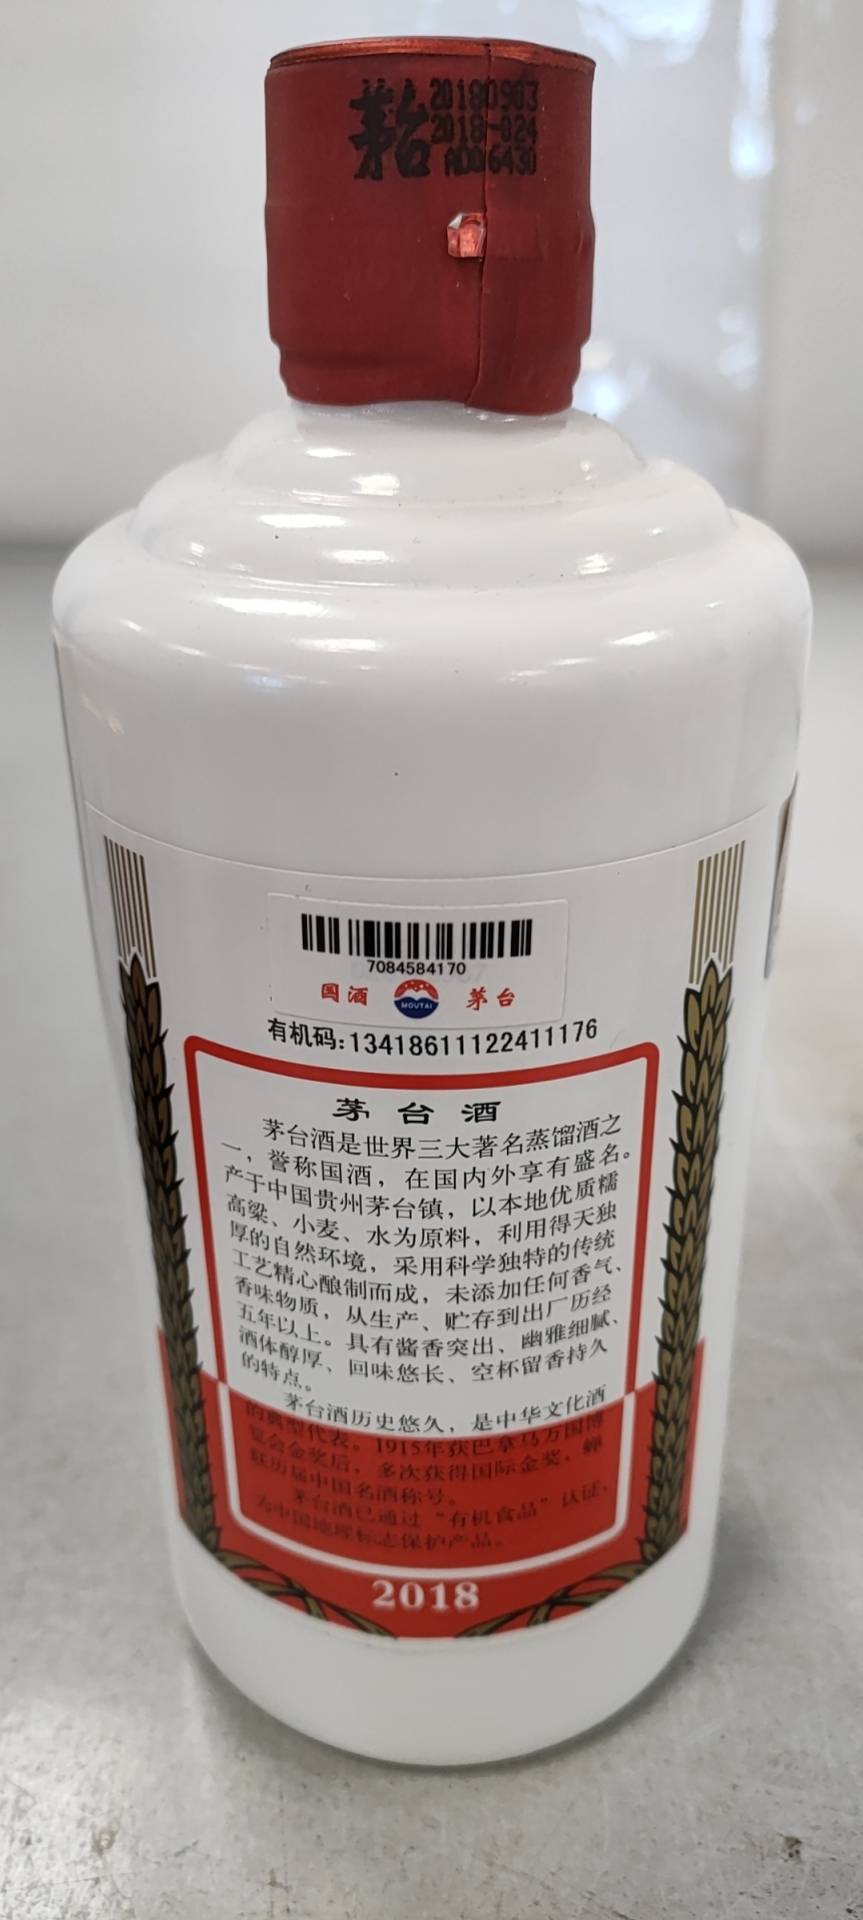 茅台
20180903
2018-024
A0006430
7084584170
国酒 MOUTAI 茅台
有机码:13418611122411176
茅台酒
茅台酒是世界三大著名蒸馏酒之
一，誉称国酒，在国内外享有盛名。
产于中国贵州茅台镇，以本地优质糯
高粱、小麦、水为原料，利用得天独
厚的自然环境，采用科学独特的传统
工艺精心酿制而成，未添加任何香气、
香味物质，从生产、贮存到出厂历经
五年以上。具有酱香突出、幽雅细腻、
酒体醇厚、回味悠长、空杯留香持久
的特点。
茅台酒历史悠久，是中华文化酒
的典型代表。1915年获巴拿马万国博
览会金奖后，多次获得国际金奖，蝉
联历届中国名酒称号。
茅台酒已通过“有机食品”认证，
为中国地理标志保护产品。
2018